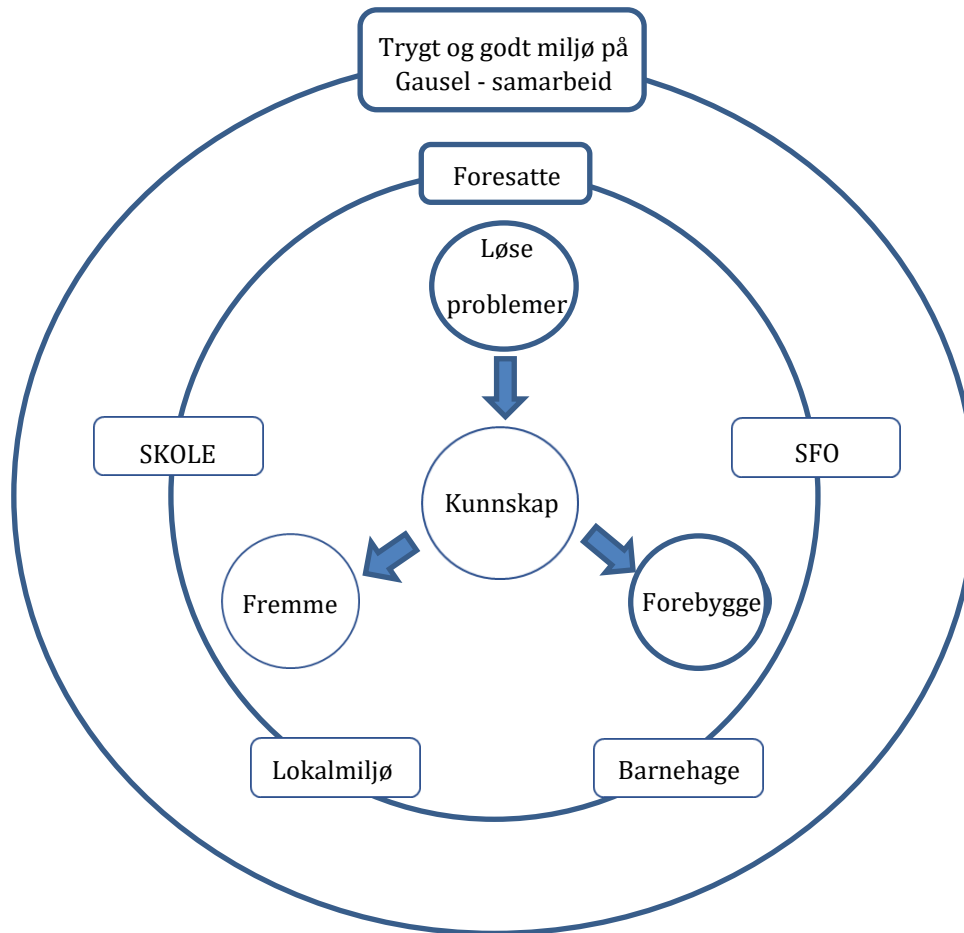 Trygt og godt miljø på
Gausel - samarbeid
Foresatte
Løse
problemer
SKOLE
SFO
Kunnskap
Fremme
Forebygge
Lokalmiljø
Barnehage